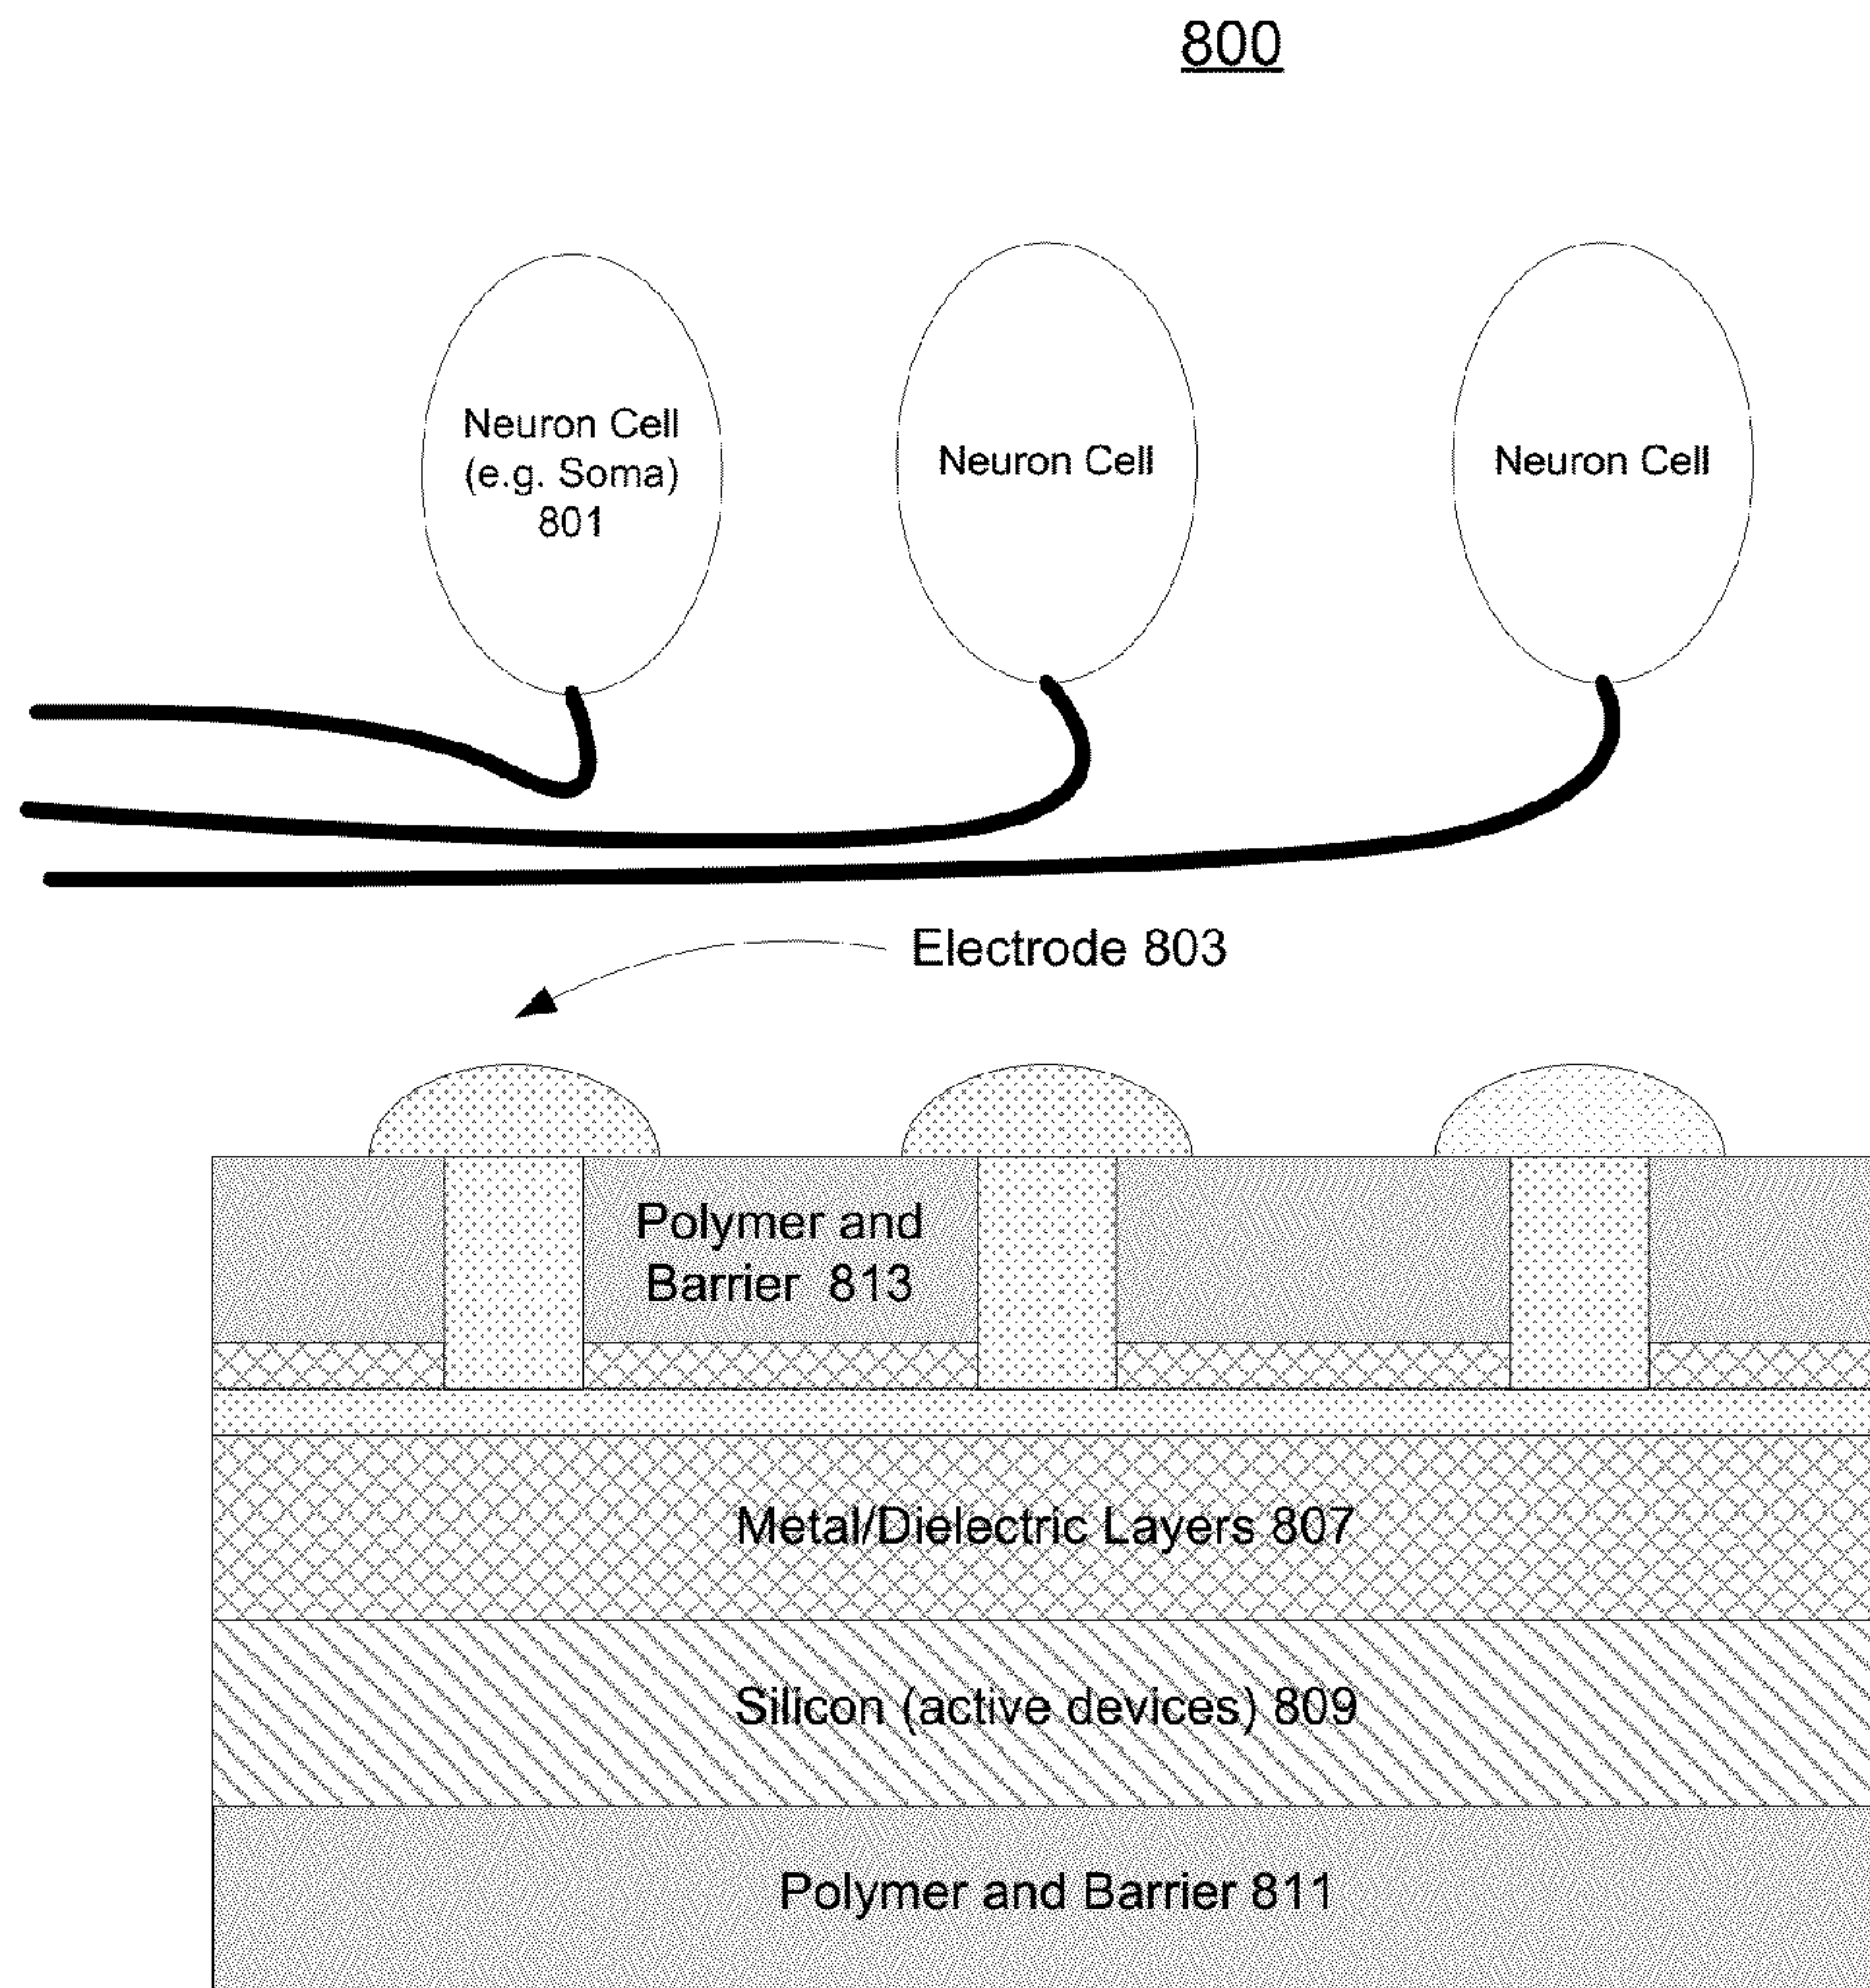 800
Neuron Cell
(e.g. Soma)
801
Neuron Cell
Neuron Cell
Electrode 803
Polymer and
Barrier 813
Metal/Dielectric Layers 807
Silicon (active devices) 809
Polymer and Barrier 811